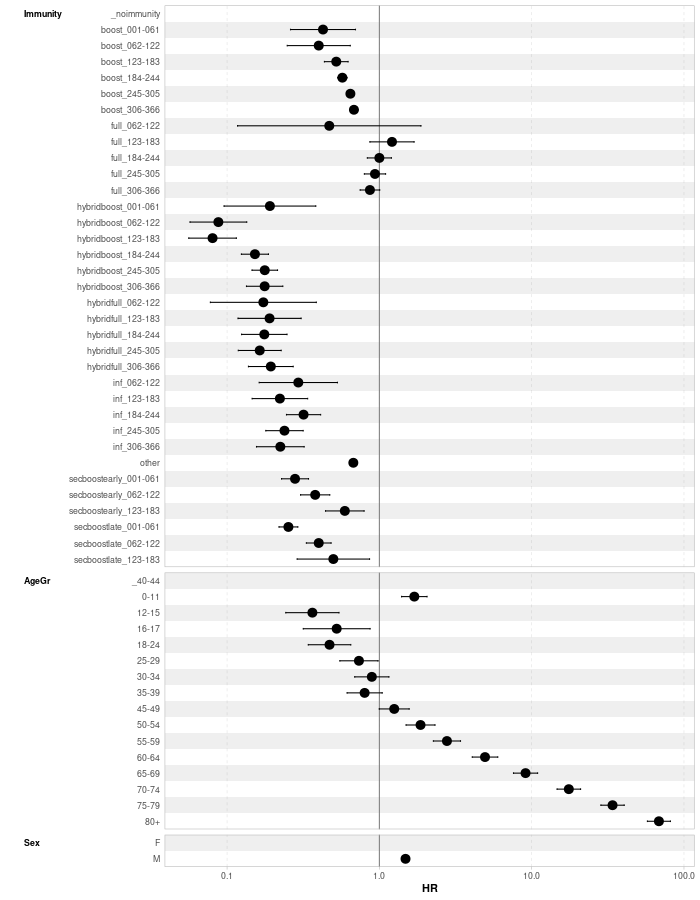 Immunity _noimmunity
boost_001-061
boost_062-122
boost_123-183
boost_184-244
boost_245-305
boost_306-366
full_062-122
full_123-183
full_184-244
full_245-305
full_306-366
hybridboost_001-061
hybridboost_062-122
hybridboost_123-183
hybridboost_184-244
hybridboost_245-305
hybridboost_306-366
hybridfull_062-122
hybridfull_123-183
hybridfull_184-244
hybridfull_245-305
hybridfull_306-366
inf_062-122
inf_123-183
inf_184-244
inf_245-305
inf_306-366
other
secboostearly_001-061
secboostearly_062-122
secboostearly_123-183
secboostlate_001-061
secboostlate_062-122
secboostlate_123-183
AgeGr _40-44
0-11
12-15
16-17
18-24
25-29
30-34
35-39
45-49
50-54
55-59
60-64
65-69
70-74
75-79
80+
Sex F
M
0.1 1.0 10.0 100.0
HR